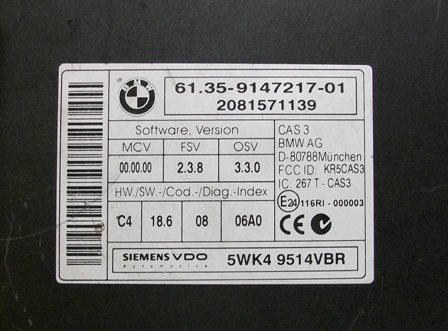 BMW
61.35-9147217-01
2081571139
Software, Version
MCV FSV OSV
00.00.00 2.3.8 3.3.0
HW./SW.-/Cod.-/Diag.-Index
C4 18.6 08 06A0
CAS 3
BMW AG
D-80788München
FCC ID: KR5CAS3
IC: 267 T - CAS3
E24 116RI - 000003
CE
SIEMENS VDO
Automotive
5WK4 9514VBR